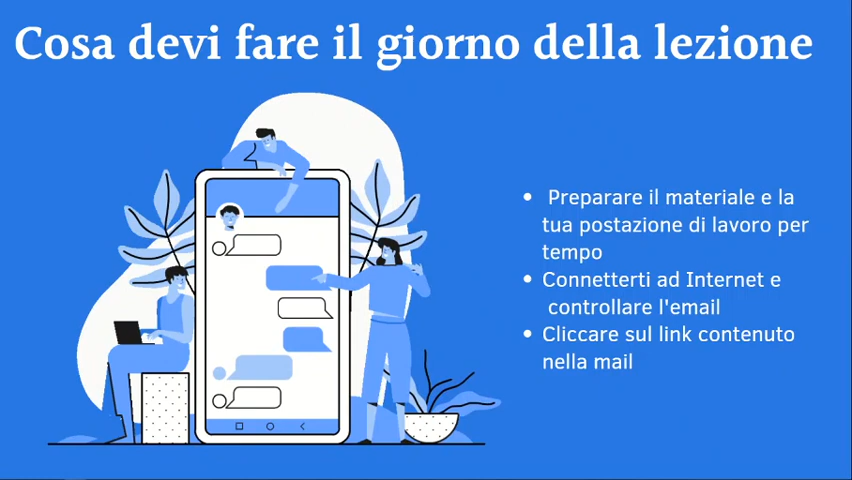 Cosa devi fare il giorno della lezione
• Preparare il materiale e la
tua postazione di lavoro per
tempo
• Connetterti ad Internet e
controllare l'email
• Cliccare sul link contenuto
nella mail